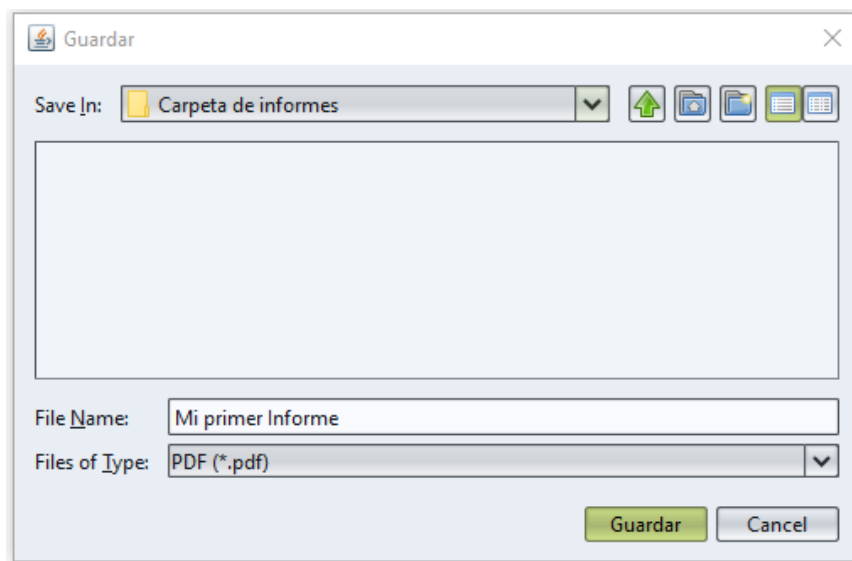 Guardar
Save In: Carpeta de informes
File Name: Mi primer Informe
Files of Type: PDF (*.pdf)
Guardar Cancel